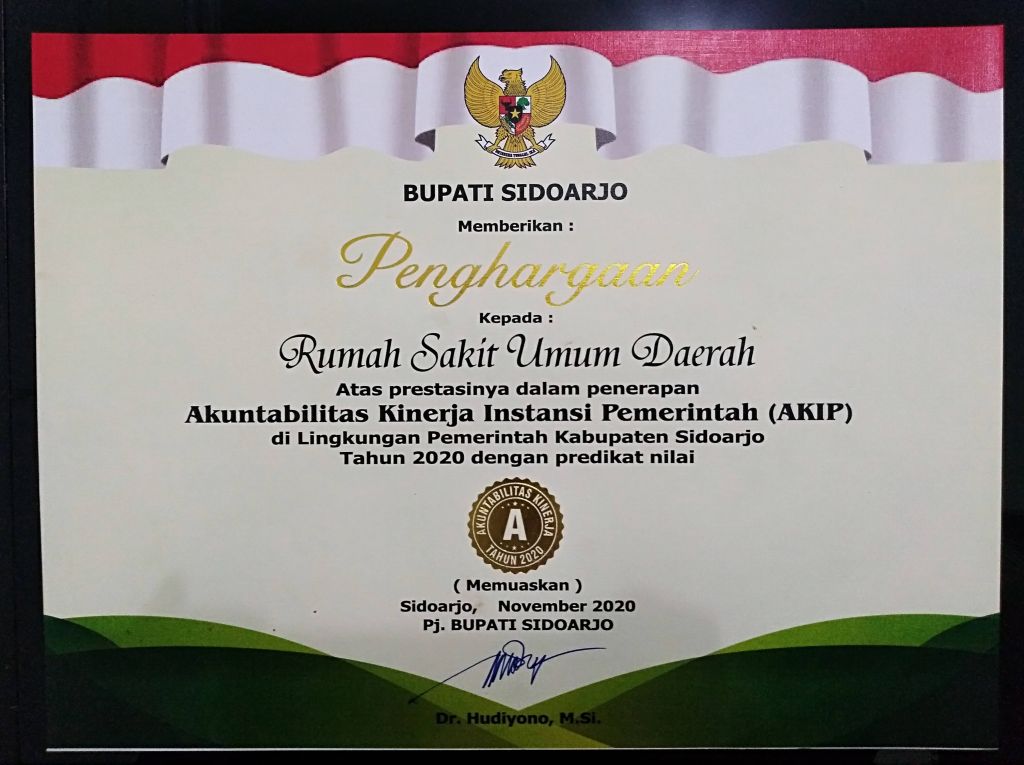 BUPATI SIDOARJO
Memberikan :
Penghargaan
Kepada :
Rumah Sakit Umum Daerah
Atas prestasinya dalam penerapan
Akuntabilitas Kinerja Instansi Pemerintah (AKIP)
di Lingkungan Pemerintah Kabupaten Sidoarjo
Tahun 2020 dengan predikat nilai
AKUNTABILITAS KINERJA
A
TAHUN 2020
( Memuaskan )
Sidoarjo, November 2020
Pj. BUPATI SIDOARJO
Dr. Hudiyono, M.Si.